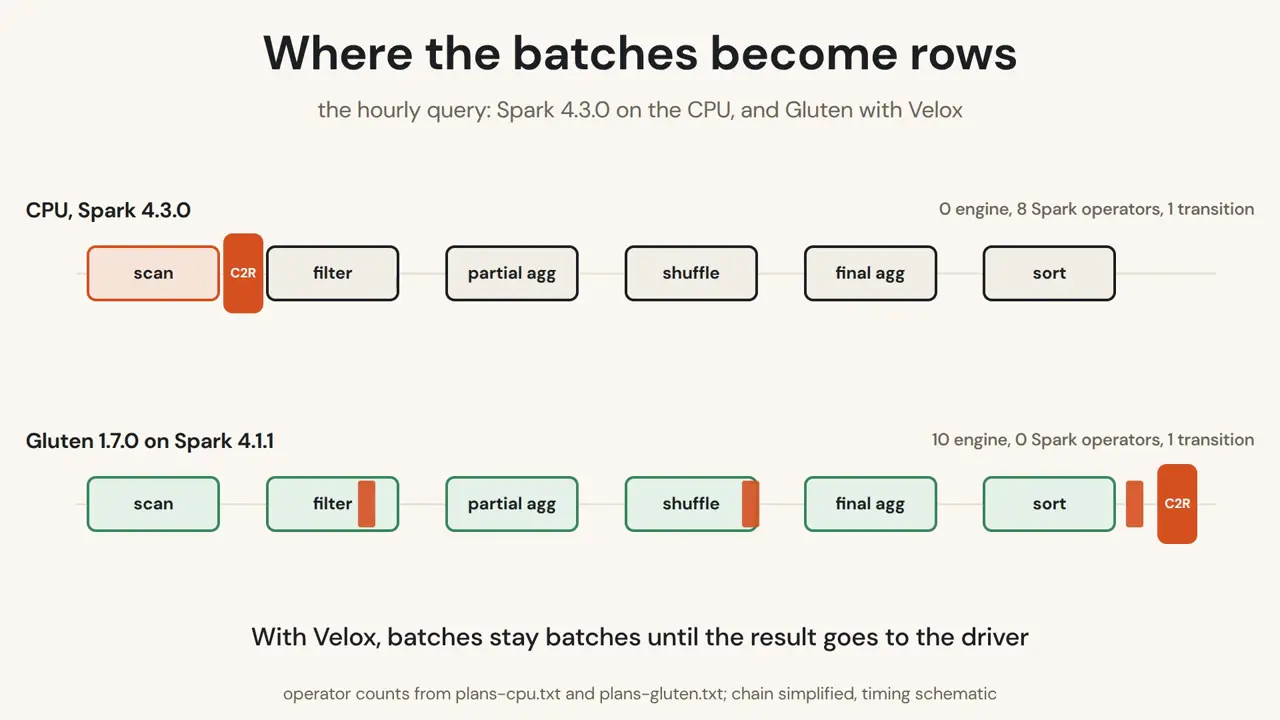 Where the batches become rows
the hourly query: Spark 4.3.0 on the CPU, and Gluten with Velox
CPU, Spark 4.3.0
0 engine, 8 Spark operators, 1 transition
scan
C2R
filter
partial agg
shuffle
final agg
sort
Gluten 1.7.0 on Spark 4.1.1
10 engine, 0 Spark operators, 1 transition
scan
filter
partial agg
shuffle
final agg
sort
C2R
With Velox, batches stay batches until the result goes to the driver
operator counts from plans-cpu.txt and plans-gluten.txt; chain simplified, timing schematic